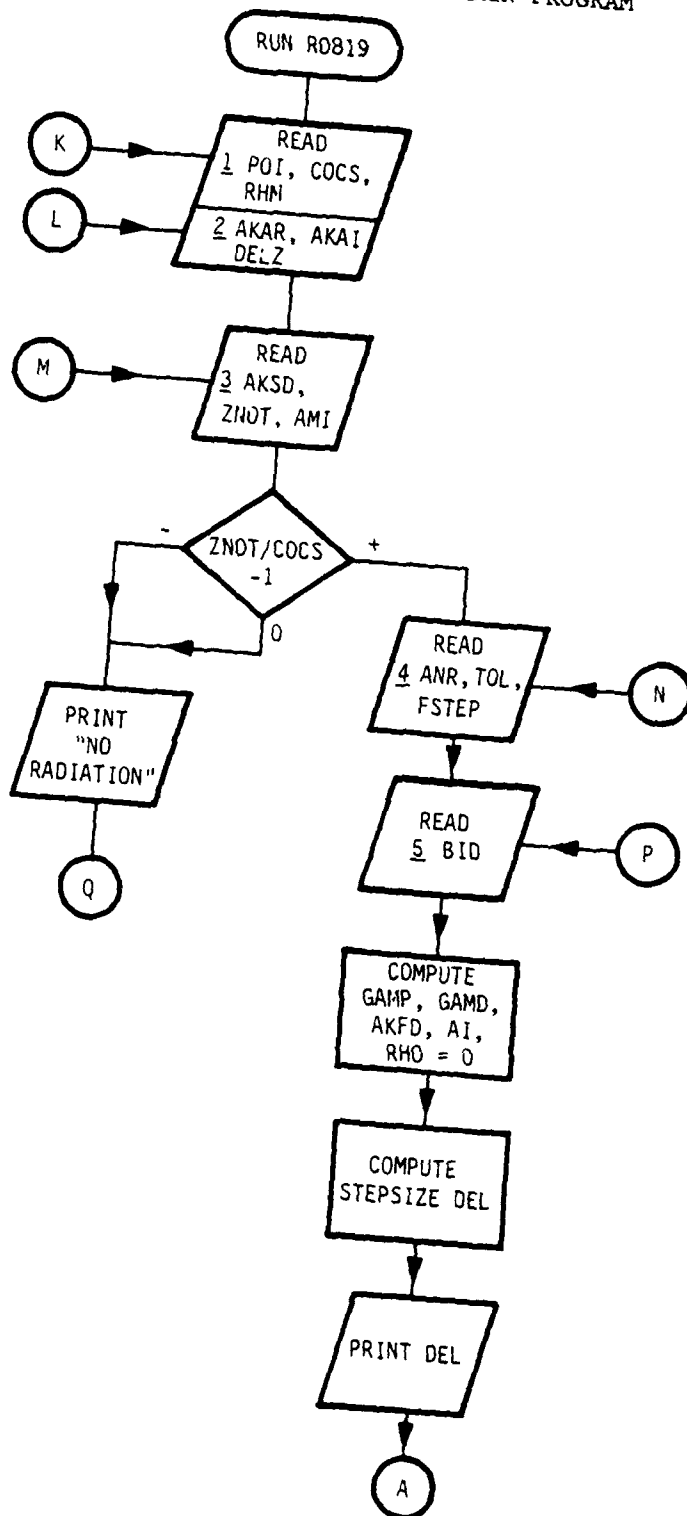 PROGRAM
RUN RO819
K
READ
1 POI, COCS,
RHM
L
2 AKAR, AKAI
DELZ
M
READ
3 AKSD,
ZNOT, AMI
-
ZNOT/COCS
-1
+
0
READ
4 ANR, TOL,
FSTEP
N
PRINT
"NO
RADIATION"
READ
5 BID
P
Q
COMPUTE
GAMP, GAMD,
AKFD, AI,
RHO = 0
COMPUTE
STEPSIZE DEL
PRINT DEL
A